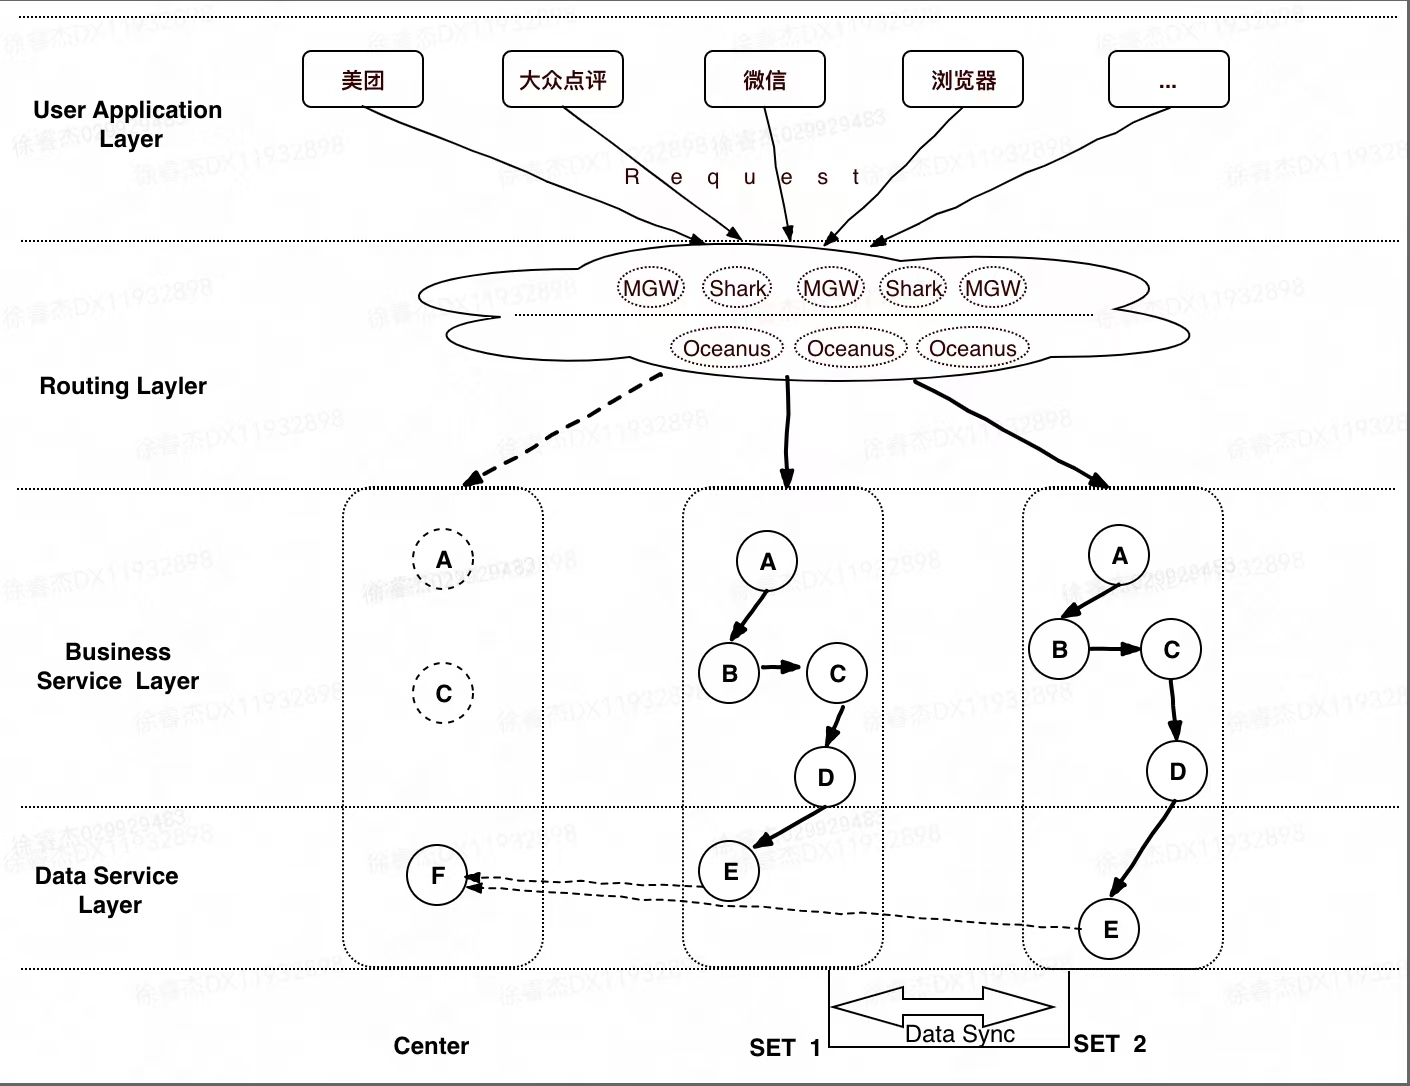 美团
大众点评
微信
浏览器
...
User Application
Layer
Request
MGW
Shark
MGW
Shark
MGW
Oceanus
Oceanus
Oceanus
Routing Layler
A
C
A
B
C
D
A
B
C
D
Business
Service Layer
Data Service
Layer
F
E
E
Center
SET 1
Data Sync
SET 2
徐睿杰DX11932898
徐睿杰029929483